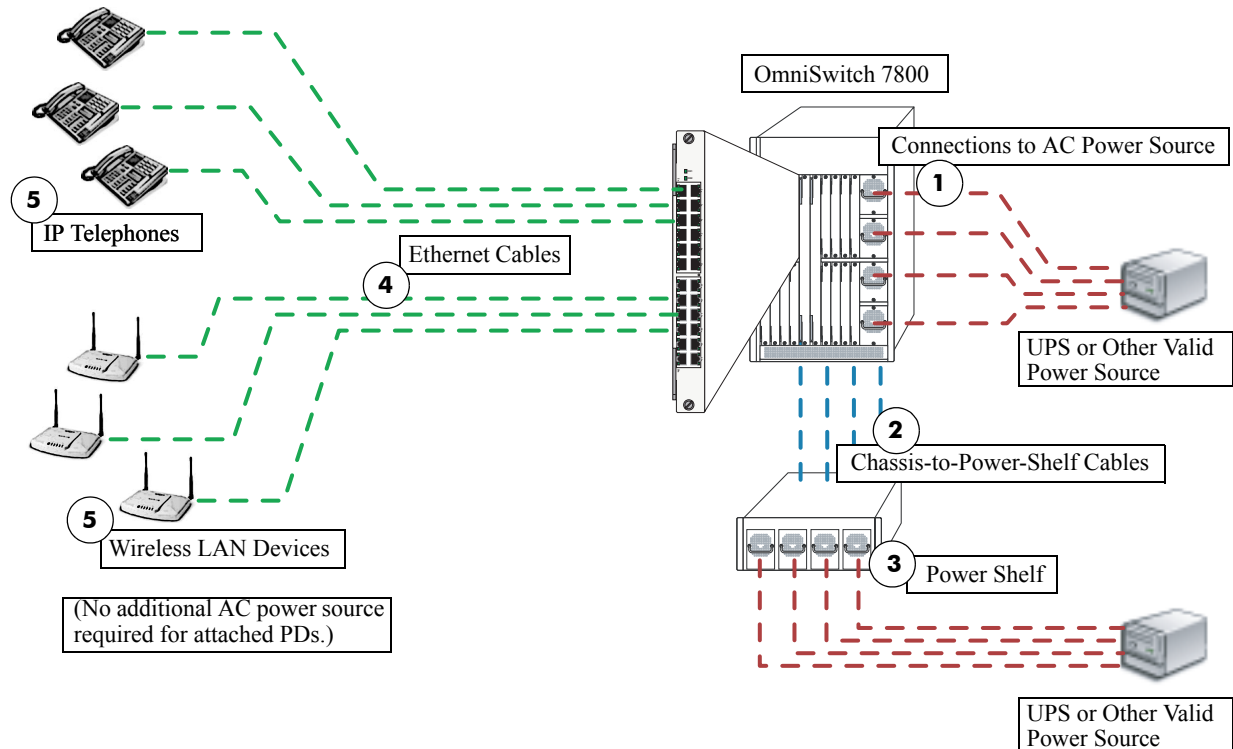 OmniSwitch 7800
Connections to AC Power Source
1
5
IP Telephones
Ethernet Cables
4
UPS or Other Valid
Power Source
2
Chassis-to-Power-Shelf Cables
5
Wireless LAN Devices
3
Power Shelf
(No additional AC power source
required for attached PDs.)
UPS or Other Valid
Power Source